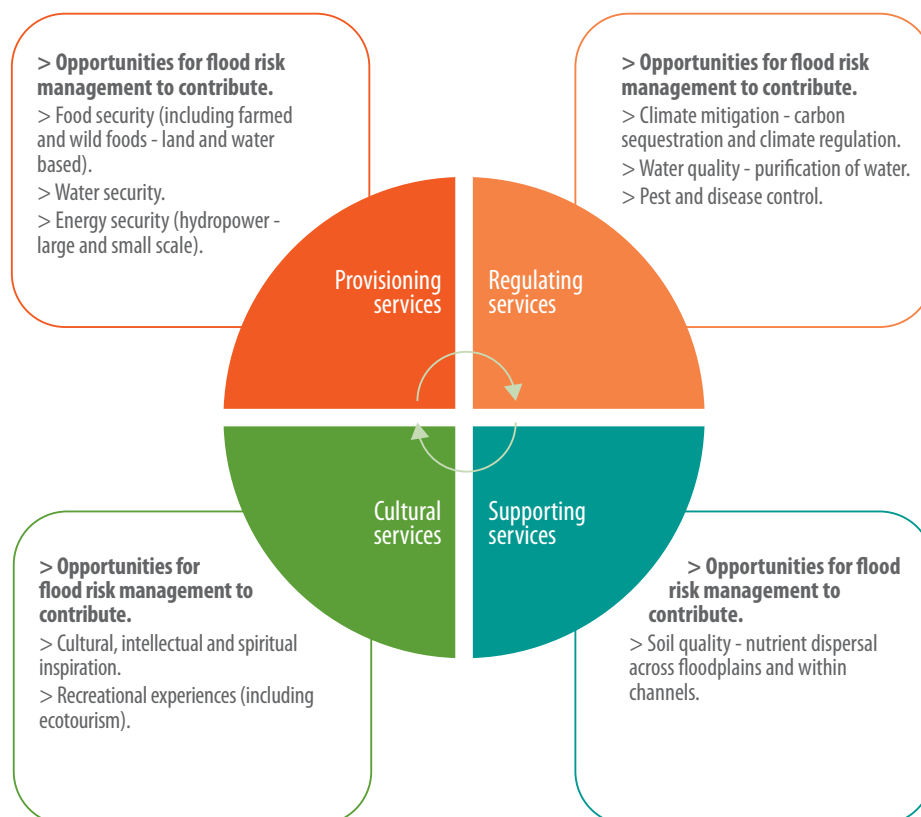 > Opportunities for flood risk
management to contribute.
> Food security (including farmed
and wild foods - land and water
based).
> Water security.
> Energy security (hydropower -
large and small scale).
> Opportunities for flood risk
management to contribute.
> Climate mitigation - carbon
sequestration and climate regulation.
> Water quality - purification of water.
> Pest and disease control.
Provisioning
services
Regulating
services
Cultural
services
Supporting
services
> Opportunities for
flood risk management to
contribute.
> Cultural, intellectual and spiritual
inspiration.
> Recreational experiences (including
ecotourism).
> Opportunities for flood
risk management to
contribute.
> Soil quality - nutrient dispersal
across floodplains and within
channels.